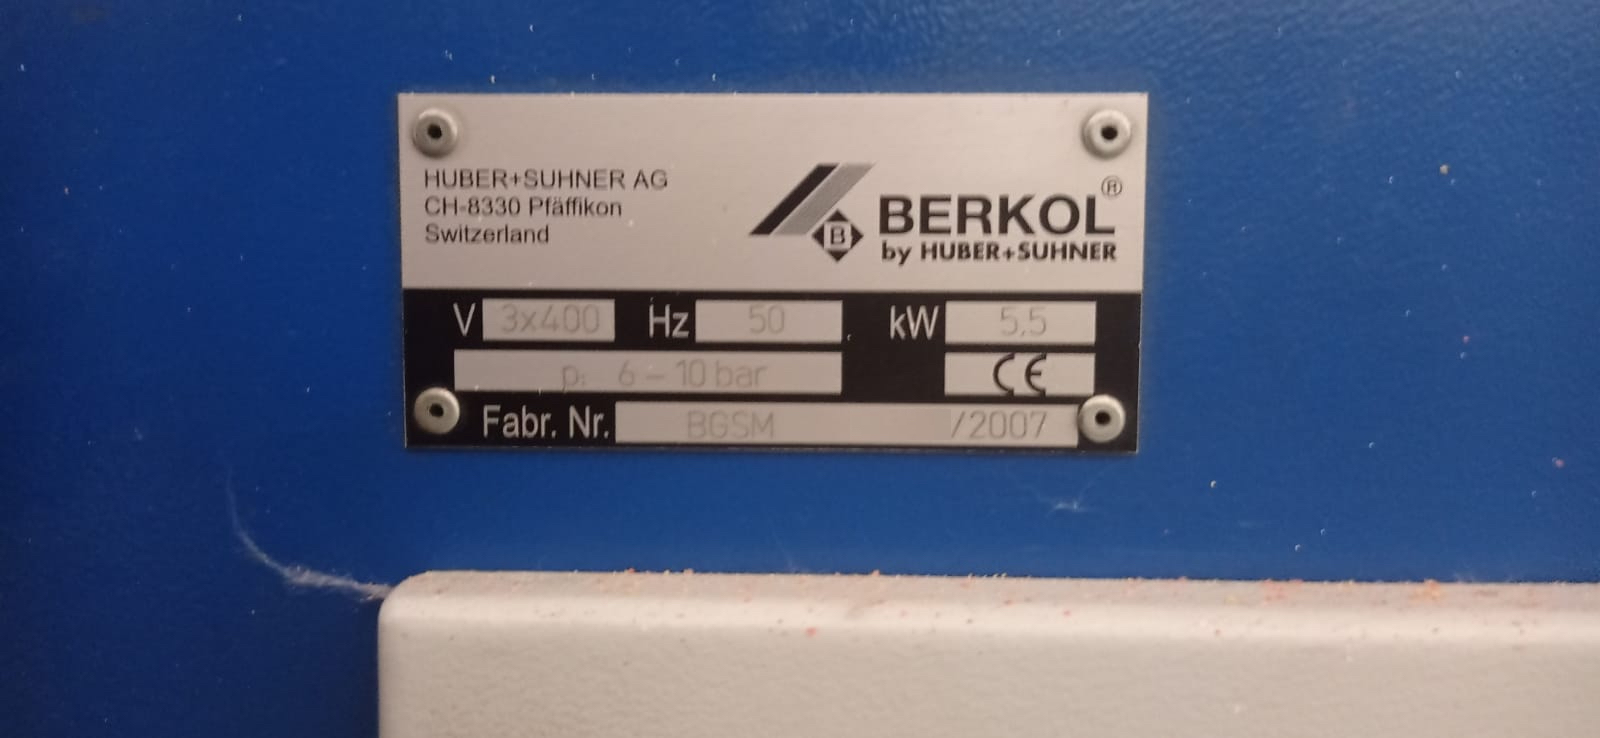 HUBER+SUHNER AG
CH-8330 Pfäffikon
Switzerland
B BERKOL®
by HUBER+SUHNER
V 3x400 Hz 50 kW 5.5
p: 6 – 10 bar CE
Fabr. Nr. BGSM /2007